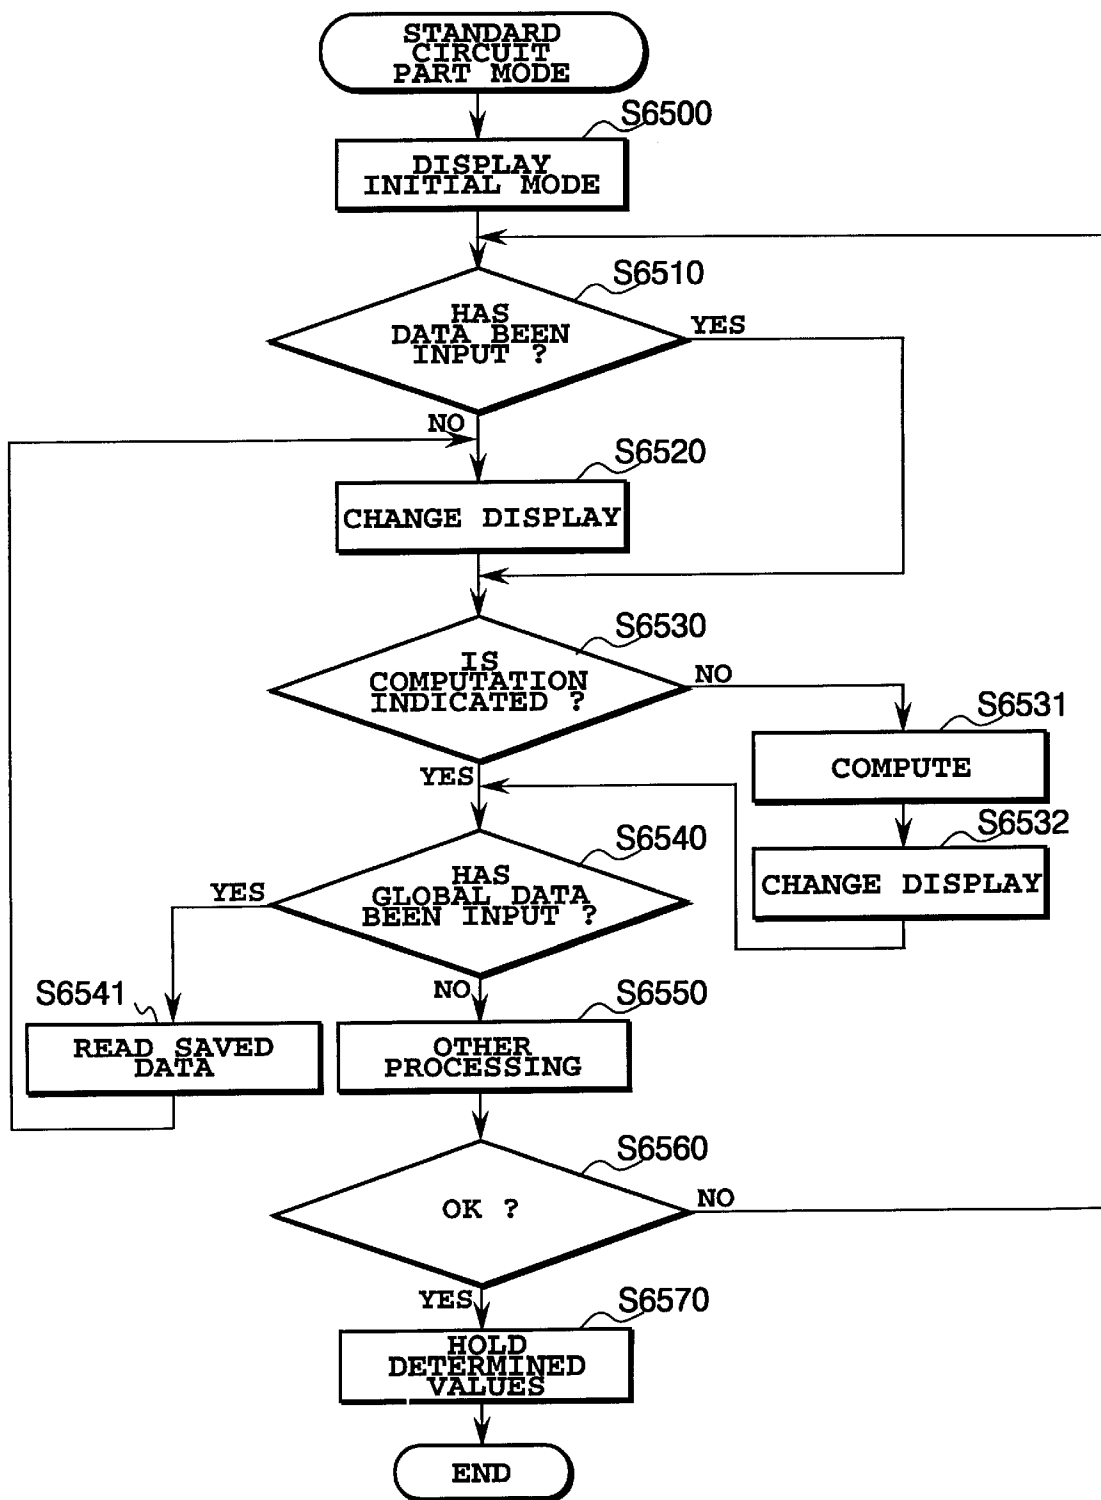 STANDARD
CIRCUIT
PART MODE
S6500
DISPLAY
INITIAL MODE
S6510
HAS
DATA BEEN
INPUT ?
YES
NO
S6520
CHANGE DISPLAY
S6530
IS
COMPUTATION
INDICATED ?
NO
YES
S6531
COMPUTE
S6532
CHANGE DISPLAY
S6540
HAS
GLOBAL DATA
BEEN INPUT ?
YES
NO
S6541
READ SAVED
DATA
S6550
OTHER
PROCESSING
S6560
OK ?
NO
YES
S6570
HOLD
DETERMINED
VALUES
END